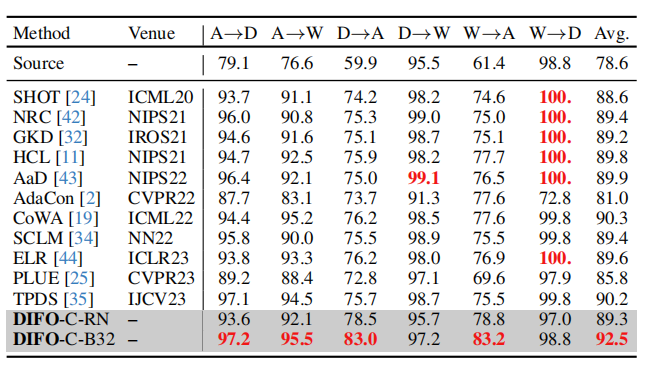 Method Venue A→D A→W D→A D→W W→A W→D Avg.
Source – 79.1 76.6 59.9 95.5 61.4 98.8 78.6
SHOT [24] ICML20 93.7 91.1 74.2 98.2 74.6 100. 88.6
NRC [42] NIPS21 96.0 90.8 75.3 99.0 75.0 100. 89.4
GKD [32] IROS21 94.6 91.6 75.1 98.7 75.1 100. 89.2
HCL [11] NIPS21 94.7 92.5 75.9 98.2 77.7 100. 89.8
AaD [43] NIPS22 96.4 92.1 75.0 99.1 76.5 100. 89.9
AdaCon [2] CVPR22 87.7 83.1 73.7 91.3 77.6 72.8 81.0
CoWA [19] ICML22 94.4 95.2 76.2 98.5 77.6 99.8 90.3
SCLM [34] NN22 95.8 90.0 75.5 98.9 75.5 99.8 89.4
ELR [44] ICLR23 93.8 93.3 76.2 98.0 76.9 100. 89.6
PLUE [25] CVPR23 89.2 88.4 72.8 97.1 69.6 97.9 85.8
TPDS [35] IJCV23 97.1 94.5 75.7 98.7 75.5 99.8 90.2
DIFO-C-RN – 93.6 92.1 78.5 95.7 78.8 97.0 89.3
DIFO-C-B32 – 97.2 95.5 83.0 97.2 83.2 98.8 92.5